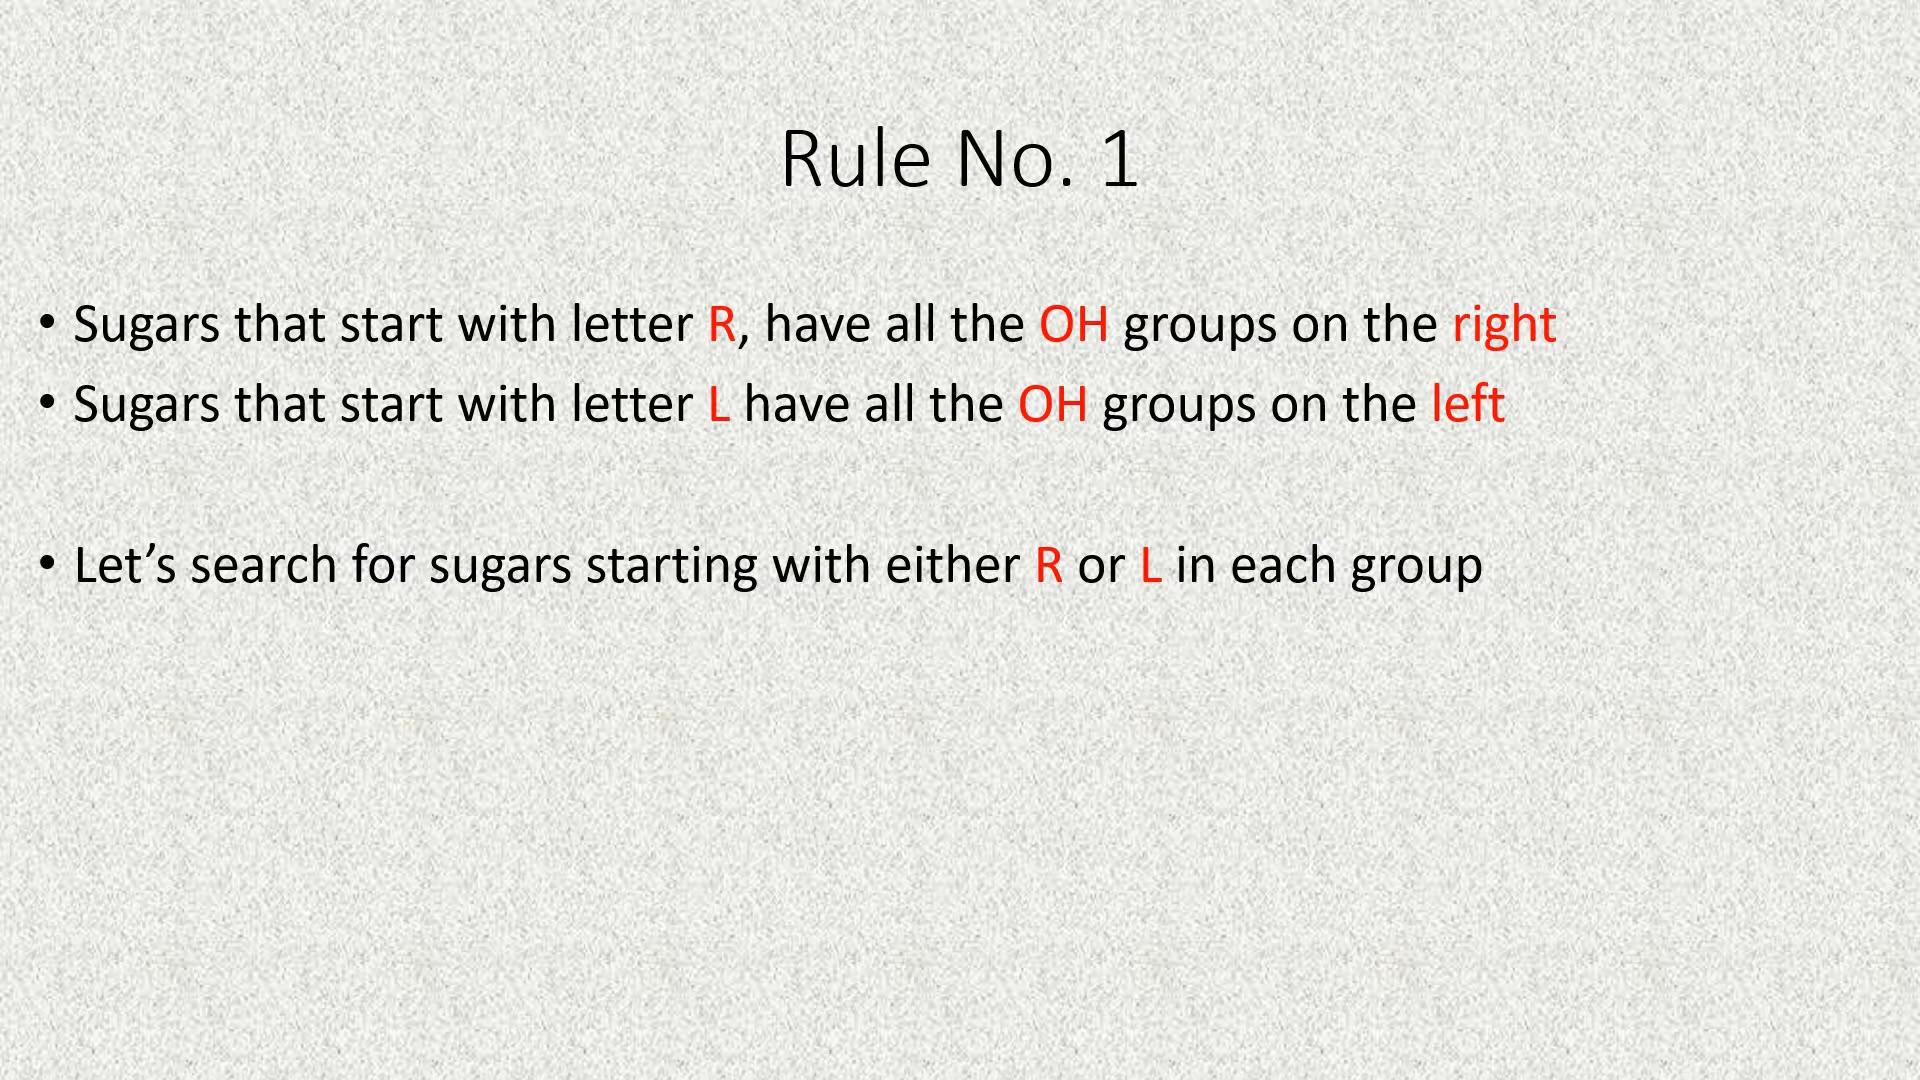 Rule No. 1
• Sugars that start with letter R, have all the OH groups on the right
• Sugars that start with letter L have all the OH groups on the left
• Let’s search for sugars starting with either R or L in each group